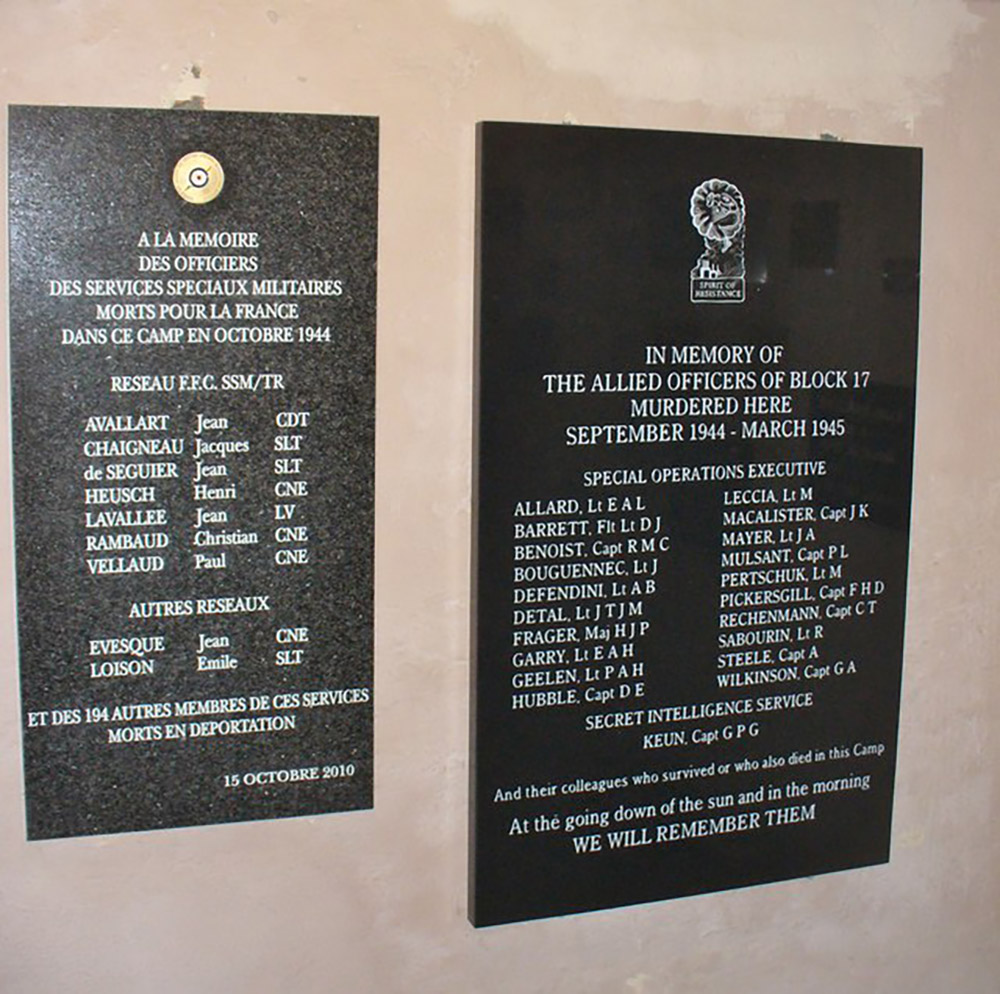 A LA MEMOIRE
DES OFFICIERS
DES SERVICES SPECIAUX MILITAIRES
MORTS POUR LA FRANCE
DANS CE CAMP EN OCTOBRE 1944
RESEAU F.F.C. SSM/TR
AVALLART Jean CDT
CHAIGNEAU Jacques SLT
de SEGUIER Jean SLT
HEUSCH Henri CNE
LAVALLEE Jean LV
RAMBAUD Christian CNE
VELLAUD Paul CNE
AUTRES RESEAUX
EVESQUE Jean CNE
LOISON Emile SLT
ET DES 194 AUTRES MEMBRES DE CES SERVICES
MORTS EN DEPORTATION
15 OCTOBRE 2010
SPIRIT OF
RESISTANCE
IN MEMORY OF
THE ALLIED OFFICERS OF BLOCK 17
MURDERED HERE
SEPTEMBER 1944 - MARCH 1945
SPECIAL OPERATIONS EXECUTIVE
ALLARD, Lt E A L
BARRETT, Flt Lt D J
BENOIST, Capt R M C
BOUGUENNEC, Lt J
DEFENDINI, Lt A B
DETAL, Lt J T J M
FRAGER, Maj H J P
GARRY, Lt E A H
GEELEN, Lt P A H
HUBBLE, Capt D E
LECCIA, Lt M
MACALISTER, Capt J K
MAYER, Lt J A
MULSANT, Capt P L
PERTSCHUK, Lt M
PICKERSGILL, Capt F H D
RECHENMANN, Capt C T
SABOURIN, Lt R
STEELE, Capt A
WILKINSON, Capt G A
SECRET INTELLIGENCE SERVICE
KEUN, Capt G P G
And their colleagues who survived or who also died in this Camp
At the going down of the sun and in the morning
WE WILL REMEMBER THEM